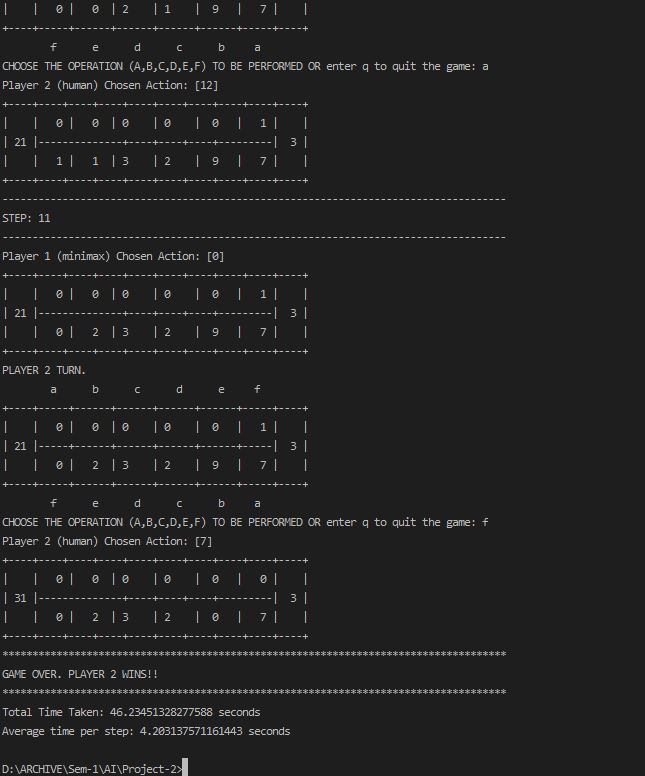 |    |   0 |   0  | 2    | 1    |  9   |  7 |    |
+----+-----+-----+------+------+------+----+----+
f e d c b a
CHOOSE THE OPERATION (A,B,C,D,E,F) TO BE PERFORMED OR enter q to quit the game: a
Player 2 (human) Chosen Action: [12]
+----+-----+-----+------+------+------+----+----+
|    |   0 |   0  | 0    | 0    |  0   |  1 |    |
| 21 |--------------+-----+-----+---------|  3 |
|    |   1 |   1  | 3    | 2    |  9   |  7 |    |
+----+-----+-----+------+------+------+----+----+
------------------------------------------------------------------------------------
STEP: 11
------------------------------------------------------------------------------------
Player 1 (minimax) Chosen Action: [0]
+----+-----+-----+------+------+------+----+----+
|    |   0 |   0  | 0    | 0    |  0   |  1 |    |
| 21 |--------------+-----+-----+---------|  3 |
|    |   0 |   2  | 3    | 2    |  9   |  7 |    |
+----+-----+-----+------+------+------+----+----+
PLAYER 2 TURN.
a b c d e f
+----+-----+-----+------+------+------+----+----+
|    |   0 |   0  | 0    | 0    |  0   |  1 |    |
| 21 |-----+-----+-----+-----+-----+-----|  3 |
|    |   0 |   2  | 3    | 2    |  9   |  7 |    |
+----+-----+-----+------+------+------+----+----+
f e d c b a
CHOOSE THE OPERATION (A,B,C,D,E,F) TO BE PERFORMED OR enter q to quit the game: f
Player 2 (human) Chosen Action: [7]
+----+-----+-----+------+------+------+----+----+
|    |   0 |   0  | 0    | 0    |  0   |  0 |    |
| 31 |--------------+-----+-----+---------|  3 |
|    |   0 |   2  | 3    | 2    |  0   |  7 |    |
+----+-----+-----+------+------+------+----+----+
************************************************************************************
GAME OVER. PLAYER 2 WINS!!
************************************************************************************
Total Time Taken: 46.23451328277588 seconds
Average time per step: 4.203137571161443 seconds
D:\ARCHIVE\Sem-1\AI\Project-2>